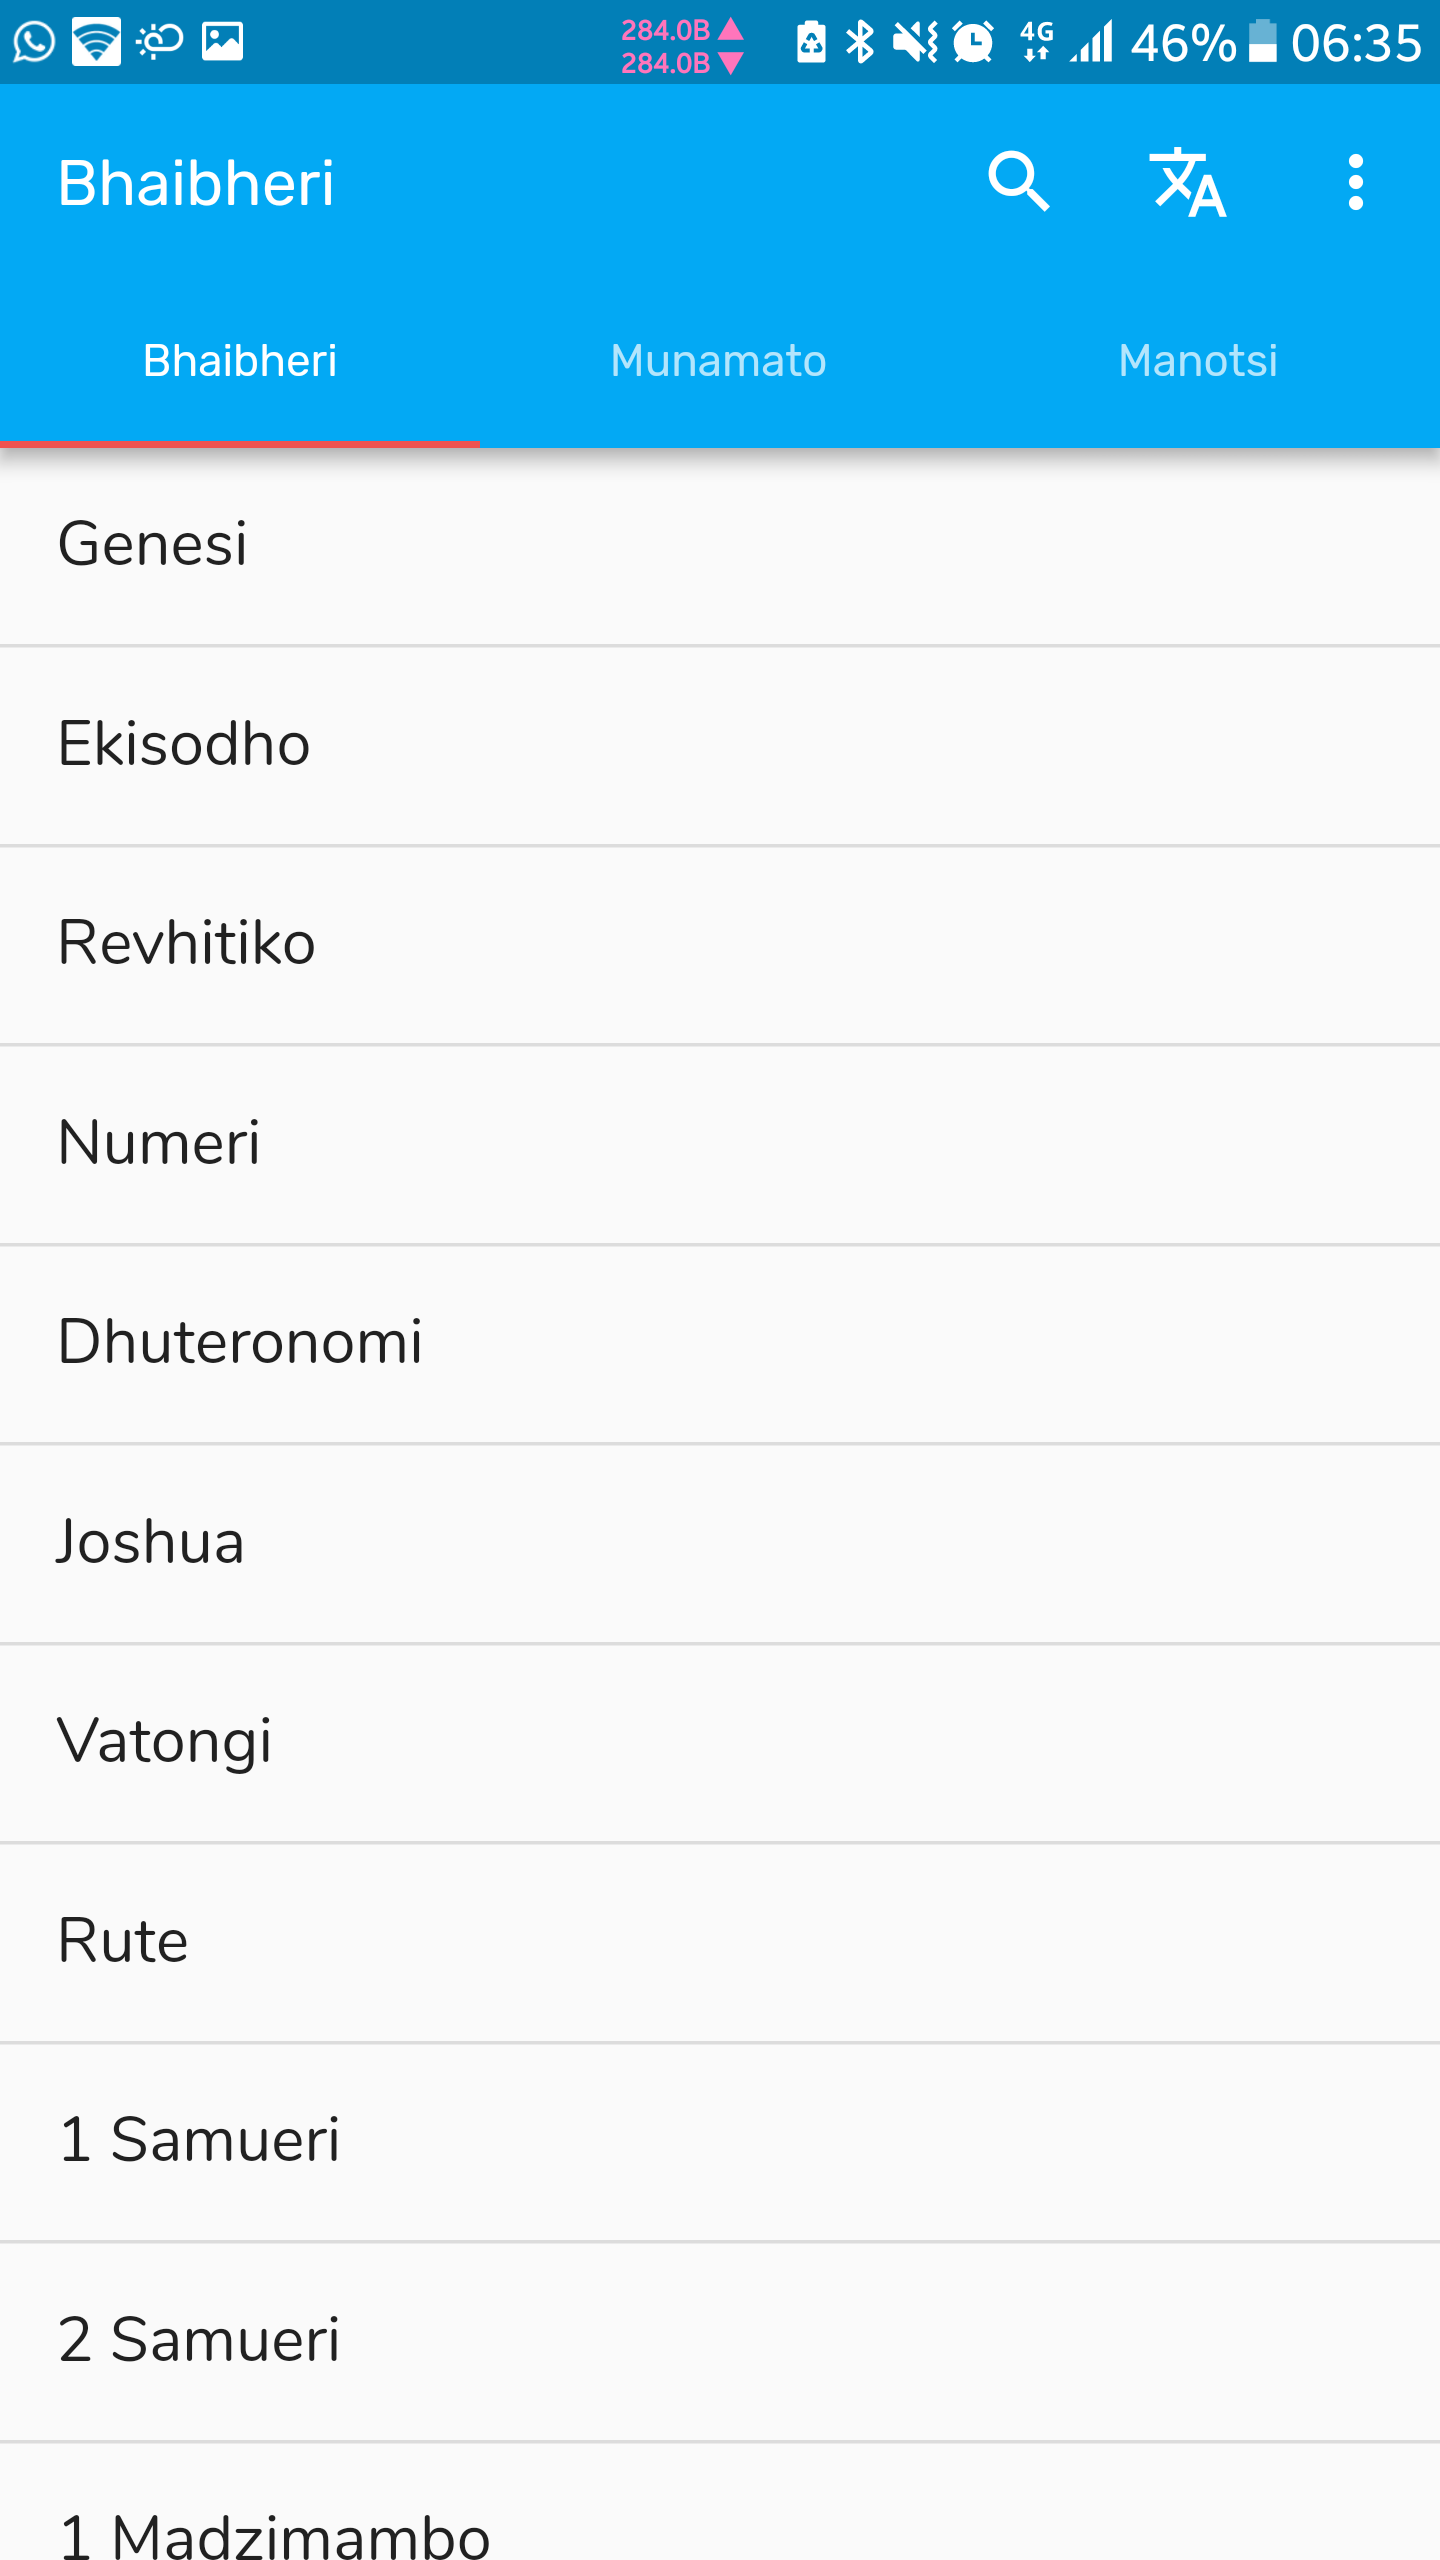 284.0B
284.0B
4G
46%
06:35
Bhaibheri
Bhaibheri Munamato Manotsi
Genesi
Ekisodho
Revhitiko
Numeri
Dhuteronomi
Joshua
Vatongi
Rute
1 Samueri
2 Samueri
1 Madzimambo